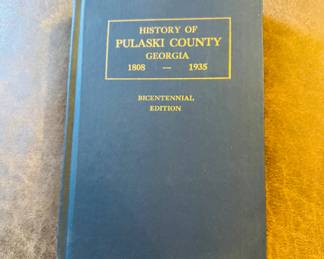 HISTORY OF
PULASKI COUNTY
GEORGIA
1808 — 1935
BICENTENNIAL
EDITION